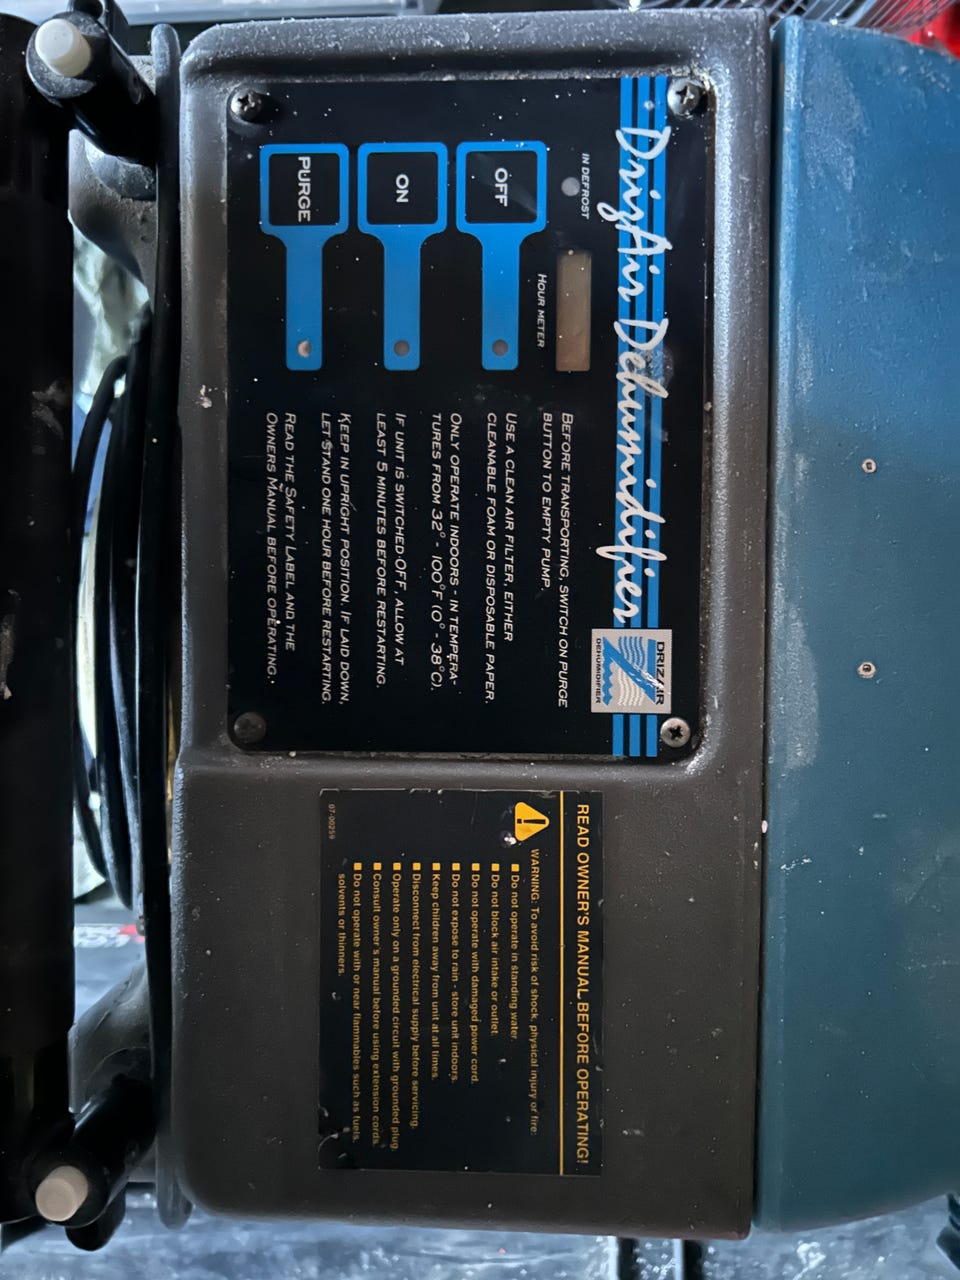 DrizAir Dehumidifier
DRIZAIR
DEHUMIDIFIER
IN DEFROST
HOUR METER
OFF
ON
PURGE
BEFORE TRANSPORTING, SWITCH ON PURGE
BUTTON TO EMPTY PUMP.
USE A CLEAN AIR FILTER, EITHER
CLEANABLE FOAM OR DISPOSABLE PAPER.
ONLY OPERATE INDOORS - IN TEMPERA-
TURES FROM 32° - 100°F (0° - 38°C).
IF UNIT IS SWITCHED OFF, ALLOW AT
LEAST 5 MINUTES BEFORE RESTARTING.
KEEP IN UPRIGHT POSITION. IF LAID DOWN,
LET STAND ONE HOUR BEFORE RESTARTING.
READ THE SAFETY LABEL AND THE
OWNERS MANUAL BEFORE OPERATING.
READ OWNER'S MANUAL BEFORE OPERATING!
WARNING: To avoid risk of shock, physical injury or fire:
Do not operate in standing water.
Do not block air intake or outlet.
Do not operate with damaged power cord.
Do not expose to rain - store unit indoors.
Keep children away from unit at all times.
Disconnect from electrical supply before servicing.
Operate only on a grounded circuit with grounded plug.
Consult owner's manual before using extension cords.
Do not operate with or near flammables such as fuels,
solvents or thinners.
07-00259